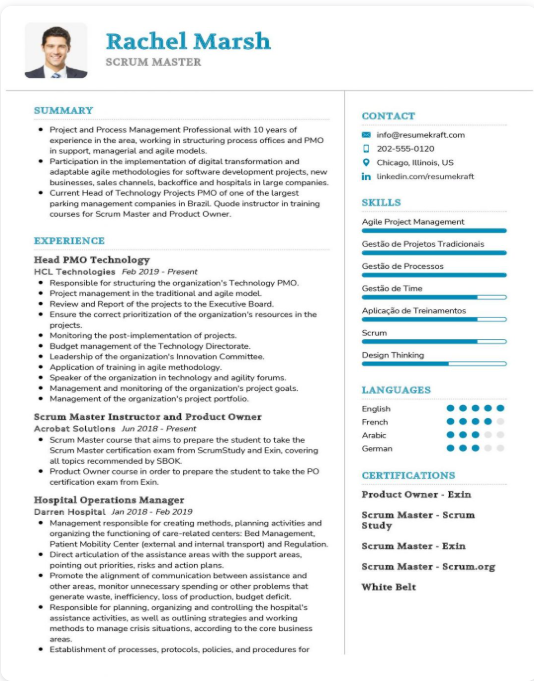 Rachel Marsh
SCRUM MASTER
SUMMARY
Project and Process Management Professional with 10 years of
experience in the area, working in structuring process offices and PMO
in support, managerial and agile models.
Participation in the implementation of digital transformation and
adaptable agile methodologies for software development projects, new
businesses, sales channels, backoffice and hospitals in large companies.
Current Head of Technology Projects PMO of one of the largest
parking management companies in Brazil. Quode instructor in training
courses for Scrum Master and Product Owner.
EXPERIENCE
Head PMO Technology
HCL Technologies Feb 2019 - Present
Responsible for structuring the organization's Technology PMO.
Project management in the traditional and agile model.
Review and Report of the projects to the Executive Board.
Ensure the correct prioritization of the organization's resources in the
projects.
Monitoring the post-implementation of projects.
Budget management of the Technology Directorate.
Leadership of the organization's Innovation Committee.
Application of training in agile methodology.
Speaker of the organization in technology and agility forums.
Management and monitoring of the organization's project goals.
Management of the organization's project portfolio.
Scrum Master Instructor and Product Owner
Acrobat Solutions Jun 2018 - Present
Scrum Master course that aims to prepare the student to take the
Scrum Master certification exam from ScrumStudy and Exin, covering
all topics recommended by SBOK.
Product Owner course in order to prepare the student to take the PO
certification exam from Exin.
Hospital Operations Manager
Darren Hospital Jan 2018 - Feb 2019
Management responsible for creating methods, planning activities and
organizing the functioning of care-related centers: Bed Management,
Patient Mobility Center (external and internal transport) and Regulation.
Direct articulation of the assistance areas with the support areas,
pointing out priorities, risks and action plans.
Promote the alignment of communication between assistance and
other areas, monitor unnecessary spending or other problems that
generate waste, inefficiency, loss of production, budget deficit.
Responsible for planning, organizing and controlling the hospital's
assistance activities, as well as outlining strategies and working
methods to manage crisis situations, according to the core business
areas.
Establishment of processes, protocols, policies, and procedures for
CONTACT
info@resumekraft.com
202-555-0120
Chicago, Illinois, US
in linkedin.com/resumekraft
SKILLS
Agile Project Management
Gestão de Projetos Tradicionais
Gestão de Processos
Gestão de Time
Aplicação de Treinamentos
Scrum
Design Thinking
LANGUAGES
English
French
Arabic
German
CERTIFICATIONS
Product Owner - Exin
Scrum Master - Scrum
Study
Scrum Master - Exin
Scrum Master - Scrum.org
White Belt